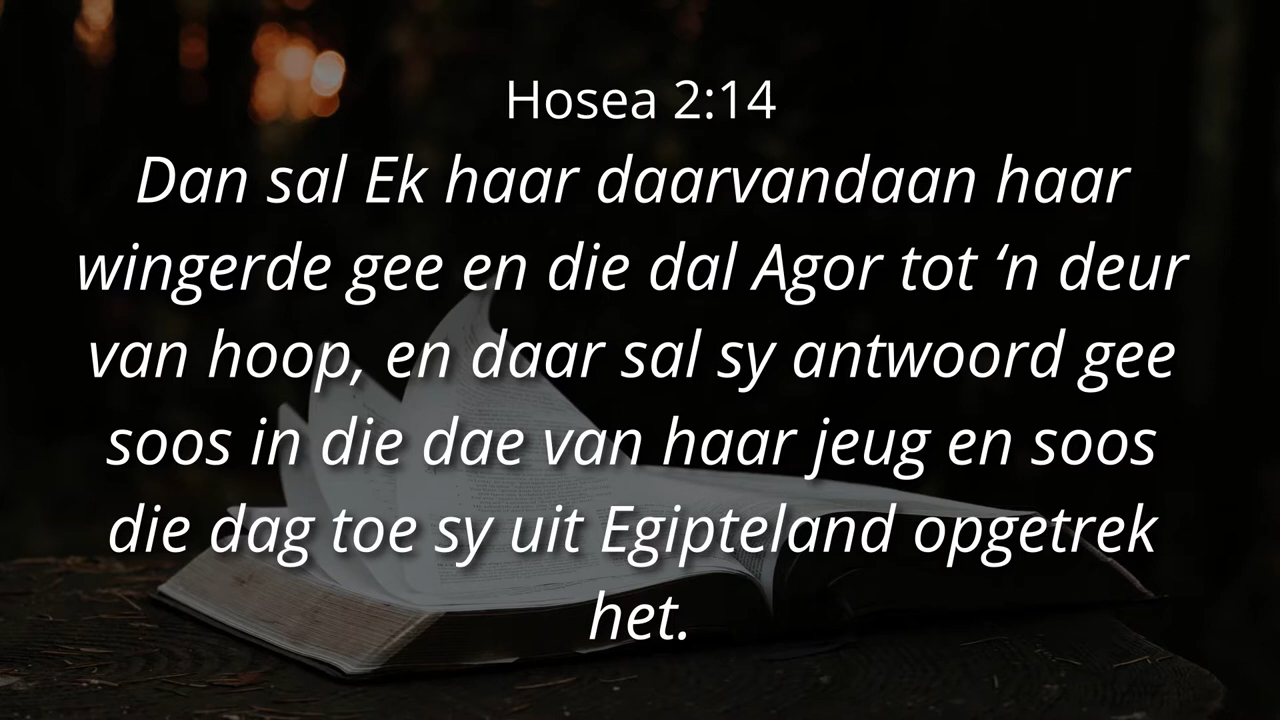 Hosea 2:14
Dan sal Ek haar daarvandaan haar
wingerde gee en die dal Agor tot ‘n deur
van hoop, en daar sal sy antwoord gee
soos in die dae van haar jeug en soos
die dag toe sy uit Egipteland opgetrek
het.